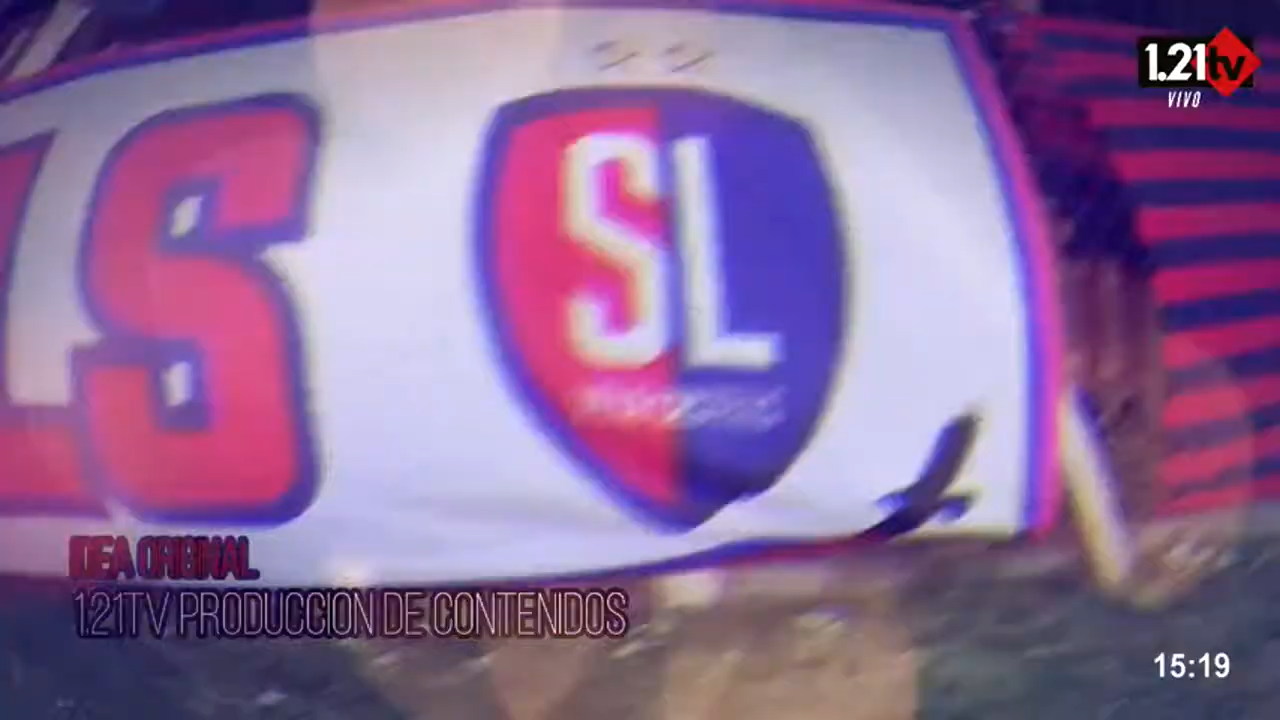 1.21tv
VIVO
LS
SL
IDEA ORIGINAL
1.21TV PRODUCCION DE CONTENIDOS
15:19